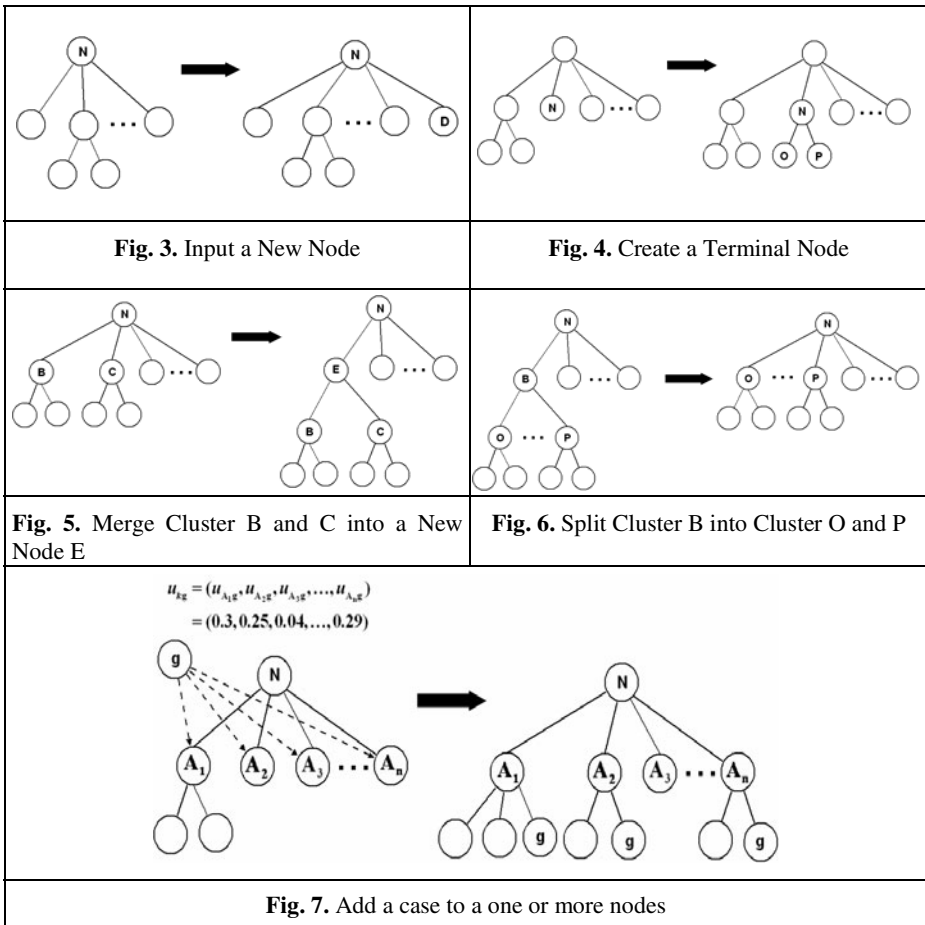 N
N
...
...
D
N
...
N
...
O P
Fig. 3. Input a New Node
Fig. 4. Create a Terminal Node
N
B C ...
N
E ...
B C
N
B ...
O ... P
N
O ... P ...
Fig. 5. Merge Cluster B and C into a New
Node E
Fig. 6. Split Cluster B into Cluster O and P
u_kg = (u_A₁g, u_A₂g, u_A₃g, ..., u_Aₙg)
= (0.3, 0.25, 0.04, ..., 0.29)
g
N
A₁ A₂ A₃ ... Aₙ
N
A₁ A₂ A₃ ... Aₙ
g g g
Fig. 7. Add a case to a one or more nodes